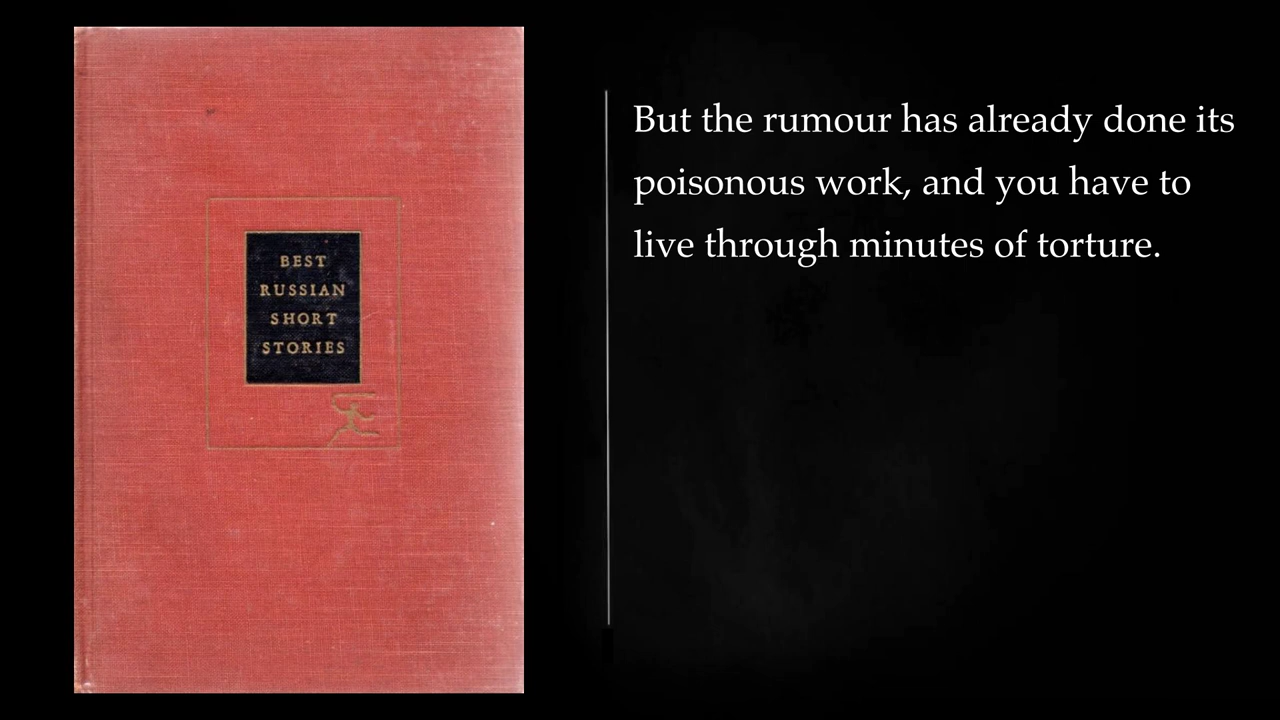 BEST
RUSSIAN
SHORT
STORIES
But the rumour has already done its
poisonous work, and you have to
live through minutes of torture.